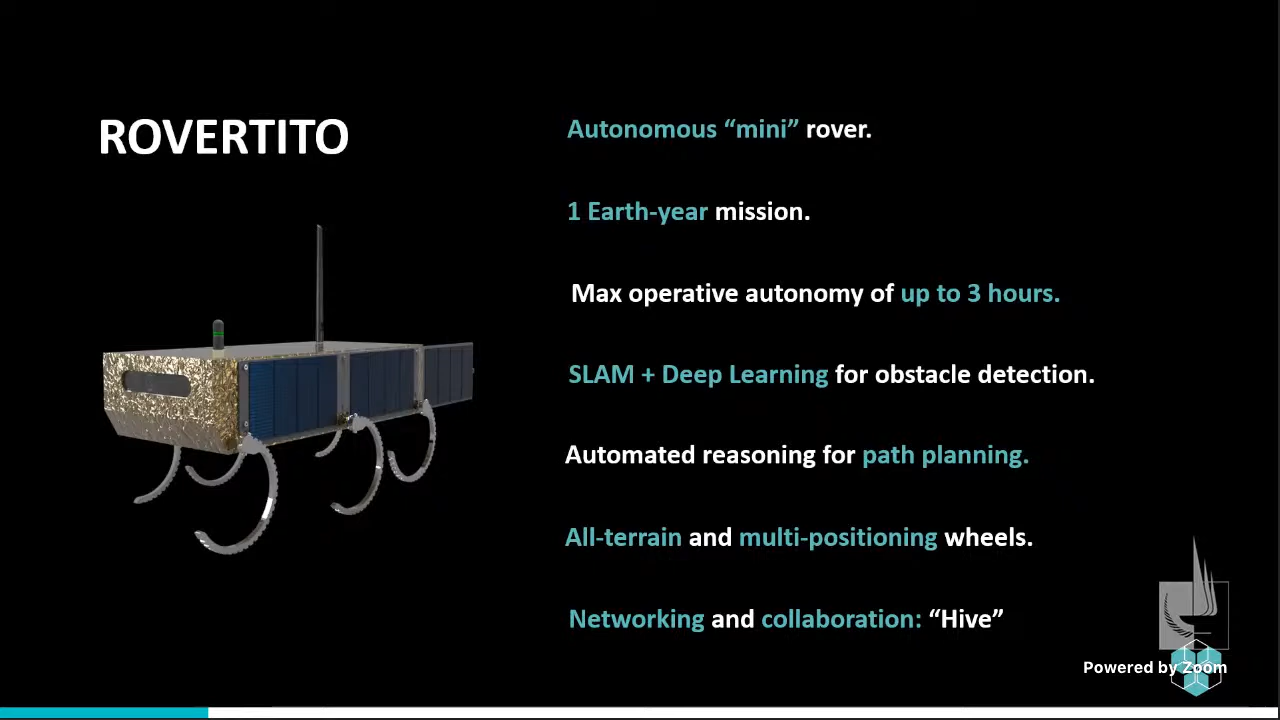 ROVERTITO
Autonomous “mini” rover.
1 Earth-year mission.
Max operative autonomy of up to 3 hours.
SLAM + Deep Learning for obstacle detection.
Automated reasoning for path planning.
All-terrain and multi-positioning wheels.
Networking and collaboration: “Hive”
Powered by Zoom